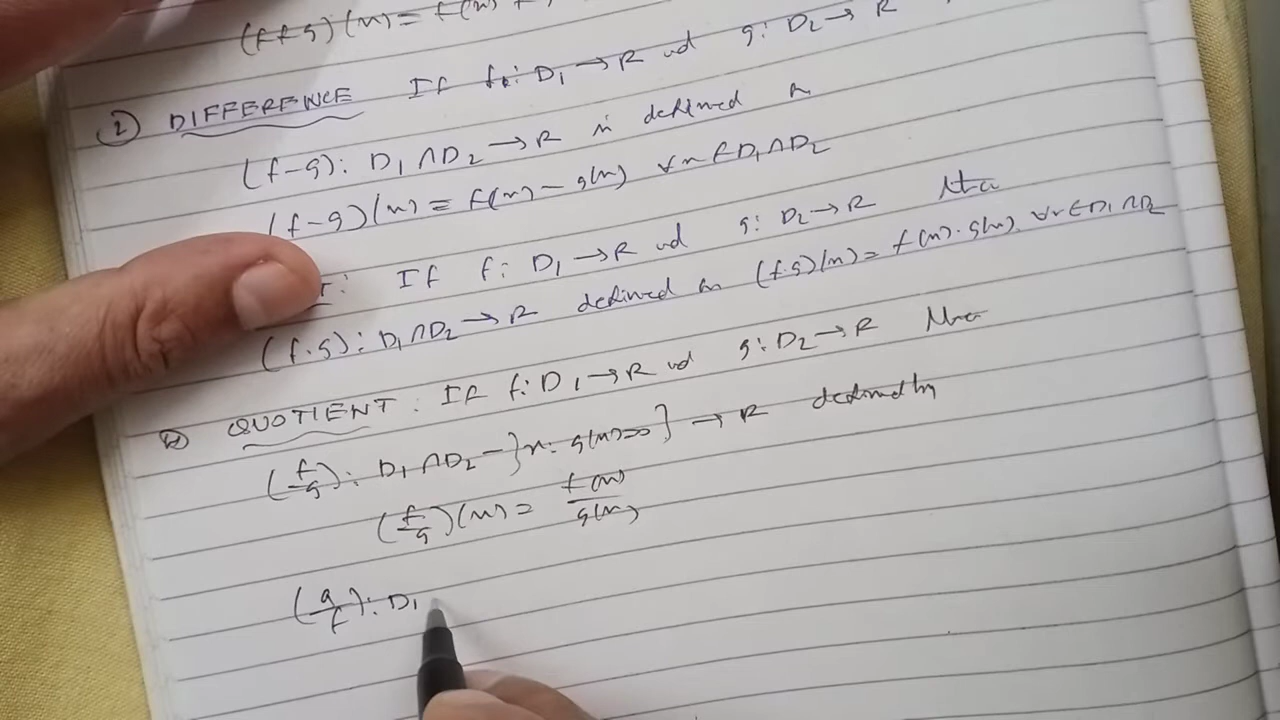 (f+g)(x) = f(x) +
② DIFFERENCE If f: D₁ → R and g: D₂ → R
(f-g): D₁ ∩ D₂ → R is defined as
(f-g)(x) = f(x) - g(x) ∀x ∈ D₁ ∩ D₂
: If f: D₁ → R and g: D₂ → R then
(f.g): D₁ ∩ D₂ → R defined as (f.g)(x) = f(x). g(x). ∀x ∈ D₁ ∩ D₂
QUOTIENT : If f: D₁ → R and g: D₂ → R then
(f/g): D₁ ∩ D₂ - {x: g(x)=0} → R defined by
(f/g)(x) = f(x)/g(x)
(g/f): D₁